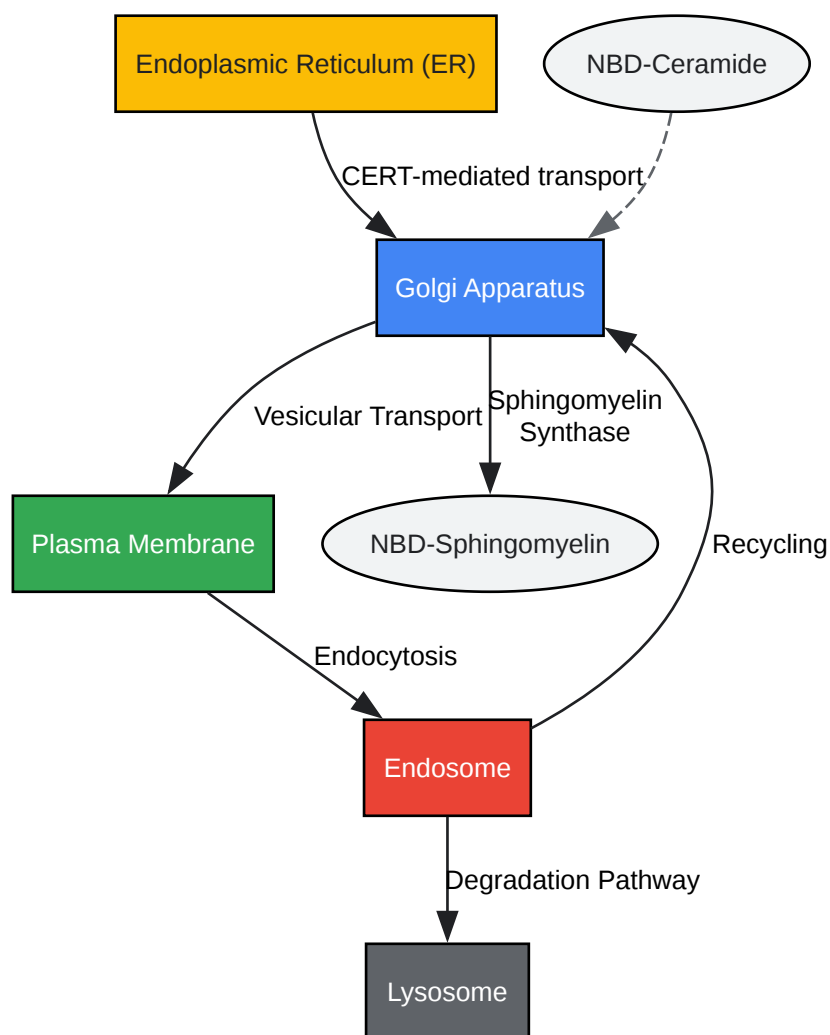 Endoplasmic Reticulum (ER)
NBD-Ceramide
CERT-mediated transport
Golgi Apparatus
Vesicular Transport
Sphingomyelin
Synthase
Plasma Membrane
NBD-Sphingomyelin
Recycling
Endocytosis
Endosome
Degradation Pathway
Lysosome